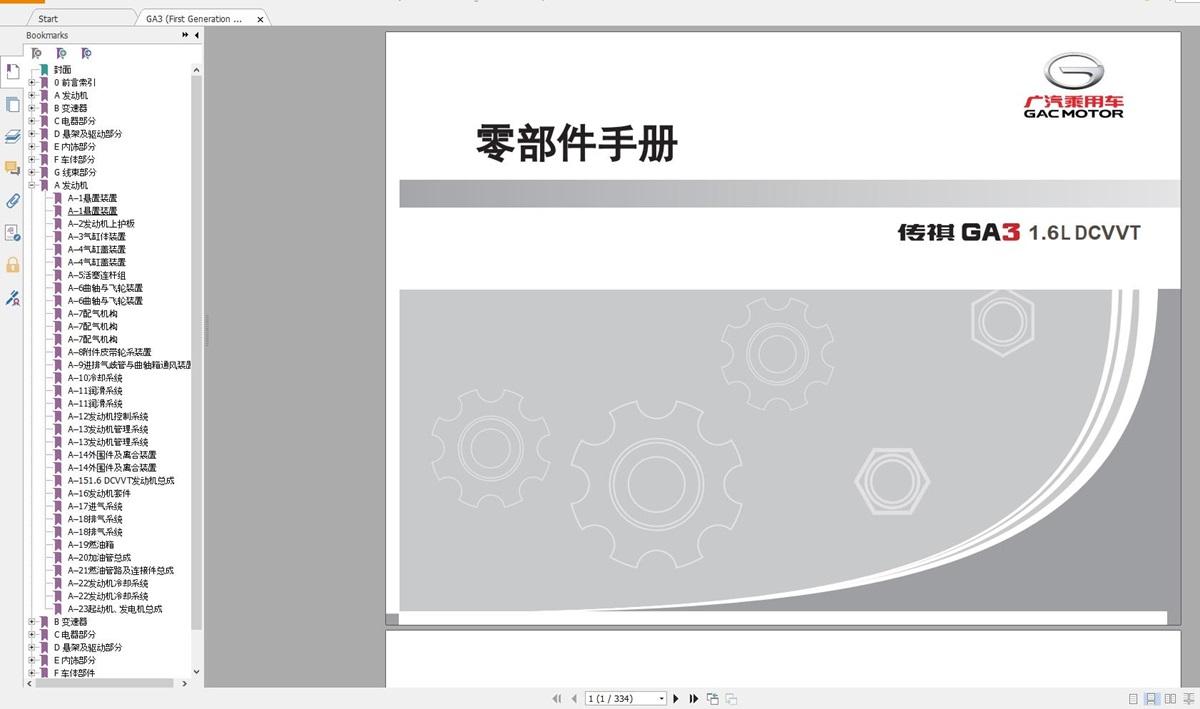 Start
GA3 (First Generation ...
Bookmarks
封面
0 前言索引
A 发动机
B 变速器
C 电器部分
D 悬架及驱动部分
E 内饰部分
F 车体部分
G 线束部分
A 发动机
A-1悬置装置
A-1悬置装置
A-2发动机上护板
A-3气缸体装置
A-4气缸盖装置
A-4气缸盖装置
A-5活塞连杆组
A-6曲轴与飞轮装置
A-6曲轴与飞轮装置
A-7配气机构
A-7配气机构
A-7配气机构
A-8附件皮带轮系装置
A-9进排气歧管与曲轴箱通风装置
A-10冷却系统
A-11润滑系统
A-11润滑系统
A-12发动机控制系统
A-13发动机管理系统
A-13发动机管理系统
A-14外围件及离合装置
A-14外围件及离合装置
A-151.6 DCVVT发动机总成
A-16发动机套件
A-17进气系统
A-18排气系统
A-18排气系统
A-19燃油箱
A-20加油管总成
A-21燃油管路及连接件总成
A-22发动机冷却系统
A-22发动机冷却系统
A-23起动机、发电机总成
B 变速器
C 电器部分
D 悬架及驱动部分
E 内饰部分
F 车体部件
广汽乘用车
GAC MOTOR
零部件手册
传祺 GA3 1.6L DCVVT
1 (1 / 334)